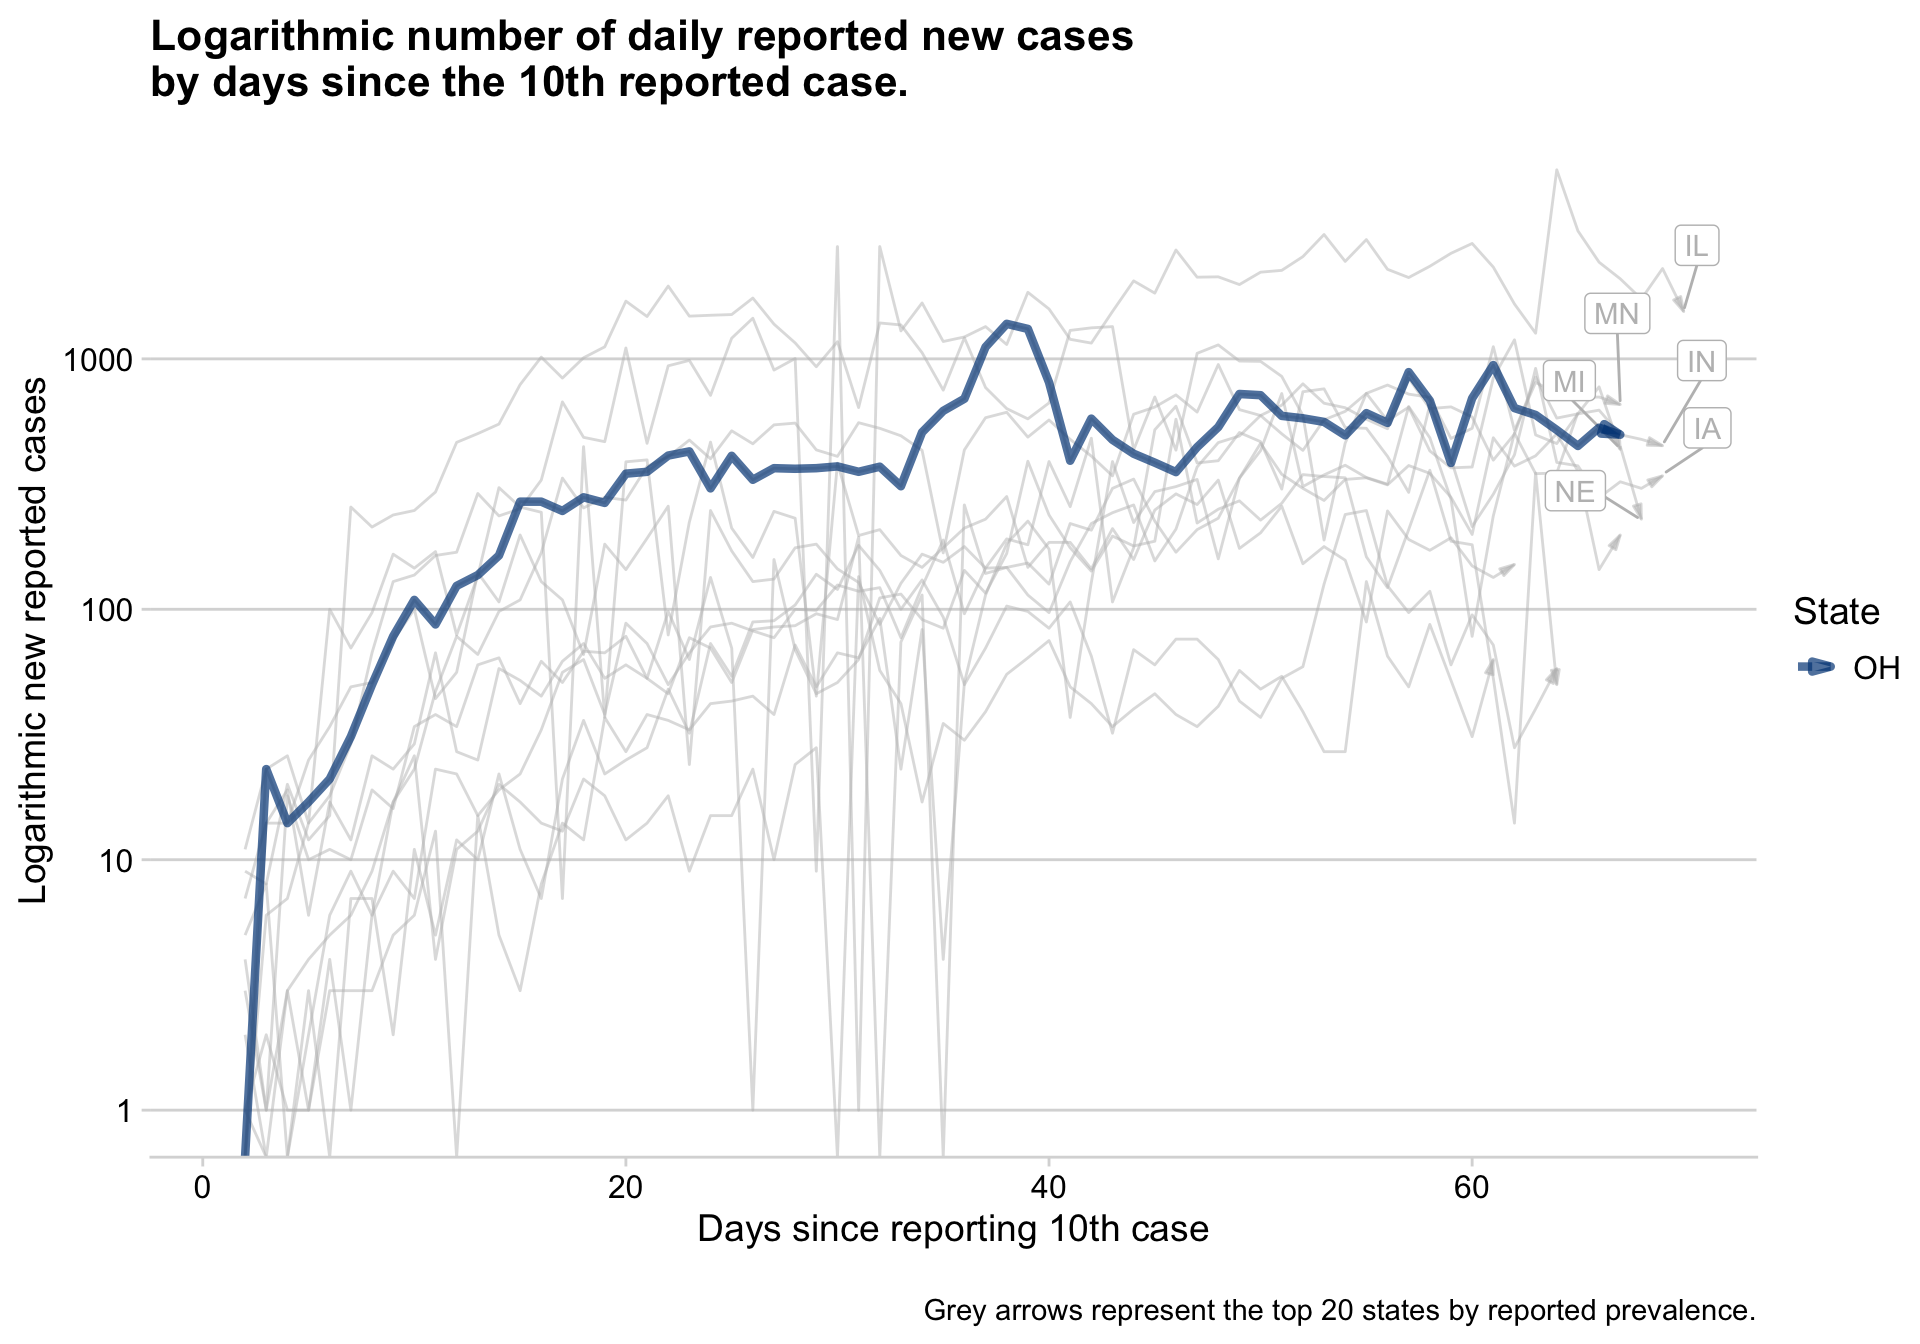 Logarithmic number of daily reported new cases
by days since the 10th reported case.
Logarithmic new reported cases
1000
100
10
1
IL
MN
IN
MI
IA
NE
State
OH
0
20
40
60
Days since reporting 10th case
Grey arrows represent the top 20 states by reported prevalence.